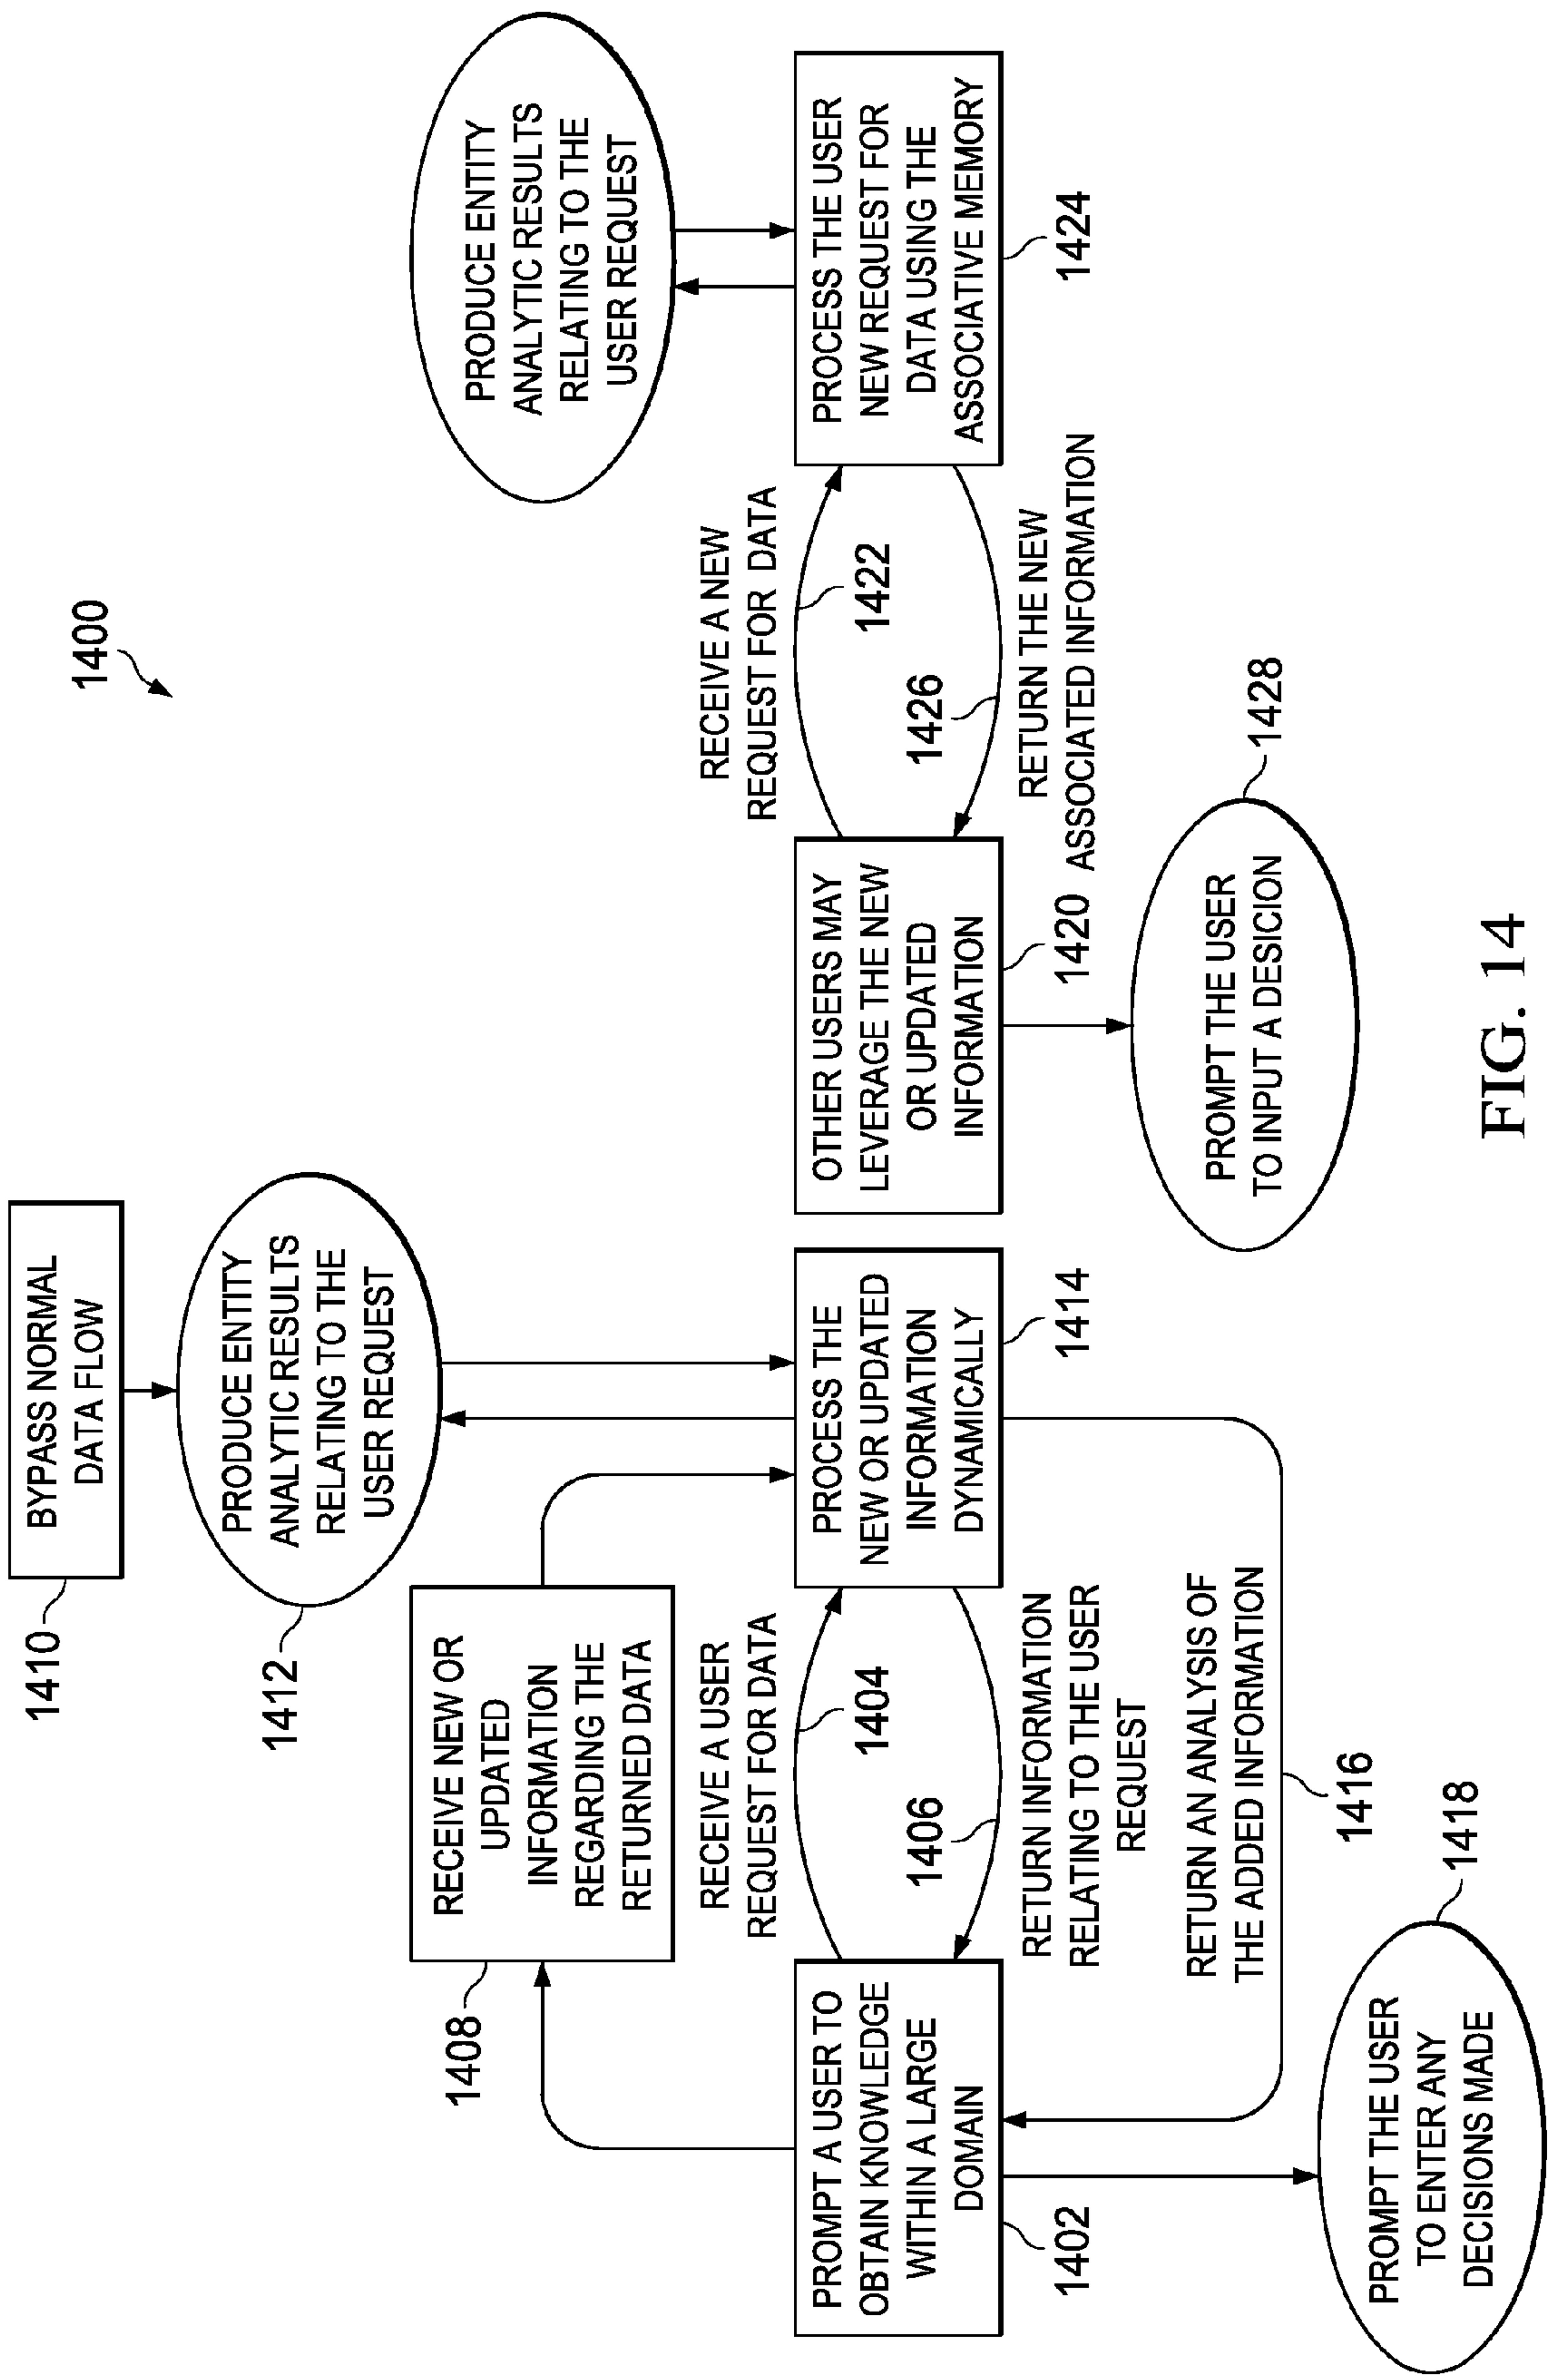 1400
1410
BYPASS NORMAL
DATA FLOW
1412
PRODUCE ENTITY
ANALYTIC RESULTS
RELATING TO THE
USER REQUEST
1408
RECEIVE NEW OR
UPDATED
INFORMATION
REGARDING THE
RETURNED DATA
RECEIVE A USER
REQUEST FOR DATA
1404
PROMPT A USER TO
OBTAIN KNOWLEDGE
WITHIN A LARGE
DOMAIN
1402
1406
RETURN INFORMATION
RELATING TO THE USER
REQUEST
PROCESS THE
NEW OR UPDATED
INFORMATION
DYNAMICALLY
1414
RETURN AN ANALYSIS OF
THE ADDED INFORMATION
1416
1418
PROMPT THE USER
TO ENTER ANY
DECISIONS MADE
PRODUCE ENTITY
ANALYTIC RESULTS
RELATING TO THE
USER REQUEST
RECEIVE A NEW
REQUEST FOR DATA
1422
OTHER USERS MAY
LEVERAGE THE NEW
OR UPDATED
INFORMATION
1420
1426
RETURN THE NEW
ASSOCIATED INFORMATION
PROCESS THE USER
NEW REQUEST FOR
DATA USING THE
ASSOCIATIVE MEMORY
1424
1428
PROMPT THE USER
TO INPUT A DESICION
FIG. 14